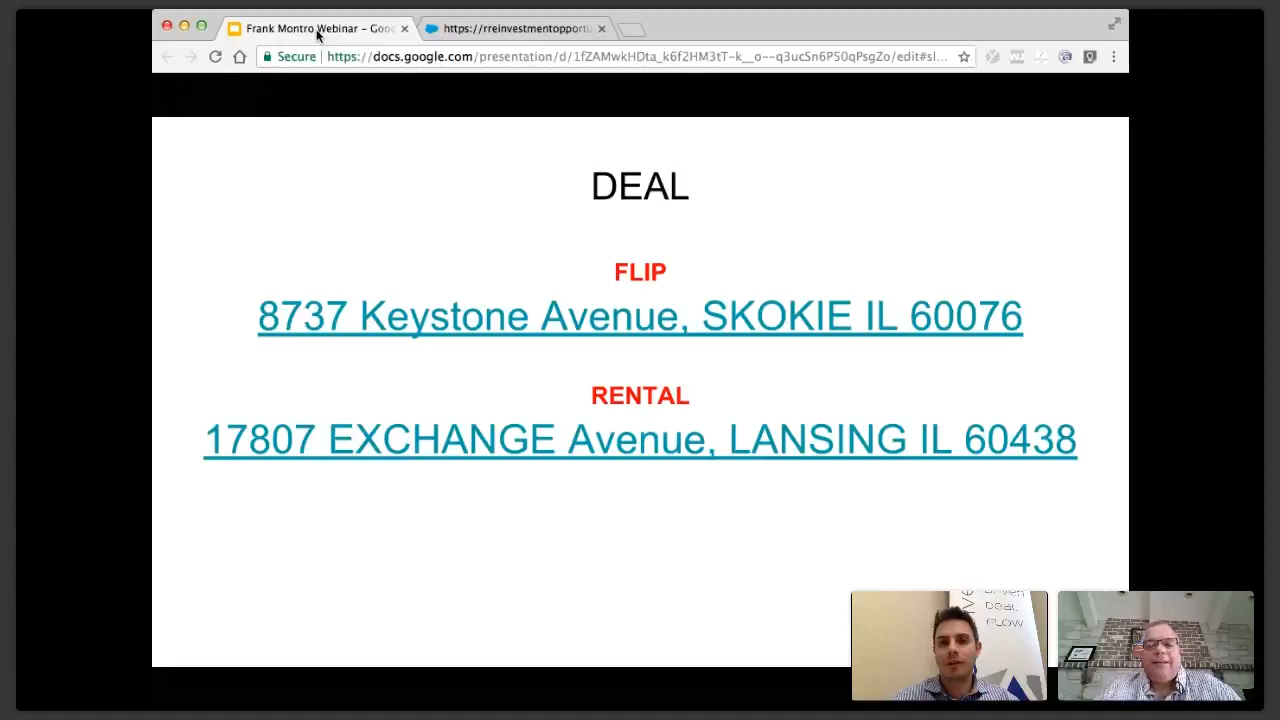 Frank Montro Webinar - Goog
https://rreinvestmentopportu
Secure
https://docs.google.com/presentation/d/1fZAMwkHDta_k6f2HM3tT-k__o--q3ucSn6P50qPsgZo/edit#sl...
DEAL
FLIP
8737 Keystone Avenue, SKOKIE IL 60076
RENTAL
17807 EXCHANGE Avenue, LANSING IL 60438
DEAL
FLOW